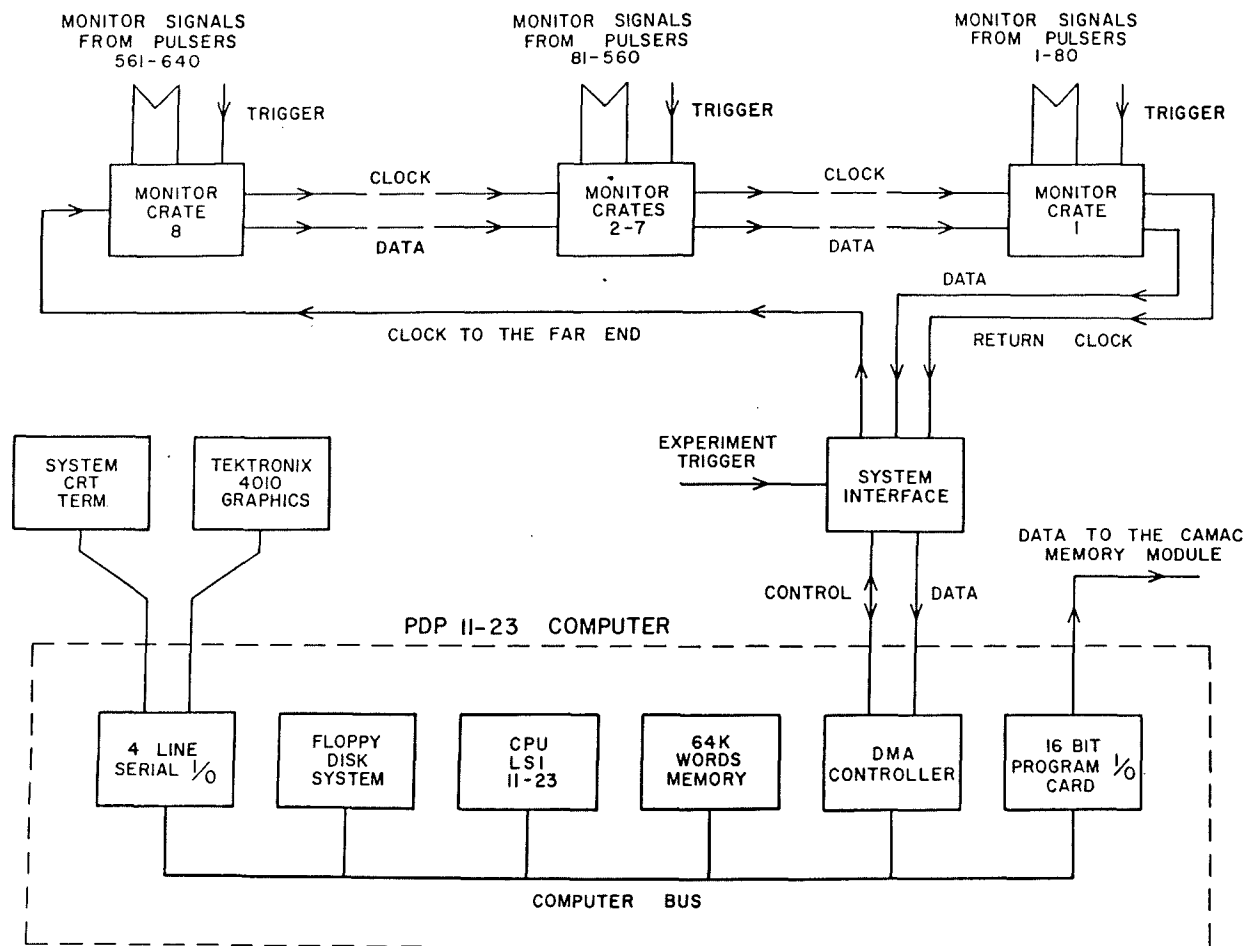 MONITOR SIGNALS
FROM PULSERS
561-640
MONITOR SIGNALS
FROM PULSERS
81-560
MONITOR SIGNALS
FROM PULSERS
1-80
TRIGGER
TRIGGER
TRIGGER
MONITOR
CRATE
8
CLOCK
DATA
MONITOR
CRATES
2-7
CLOCK
DATA
MONITOR
CRATE
1
DATA
CLOCK TO THE FAR END
RETURN CLOCK
SYSTEM
CRT
TERM.
TEKTRONIX
4010
GRAPHICS
EXPERIMENT
TRIGGER
SYSTEM
INTERFACE
DATA TO THE CAMAC
MEMORY MODULE
CONTROL
DATA
PDP 11-23 COMPUTER
4 LINE
SERIAL I/O
FLOPPY
DISK
SYSTEM
CPU
LSI
11-23
64K
WORDS
MEMORY
DMA
CONTROLLER
16 BIT
PROGRAM I/O
CARD
COMPUTER BUS